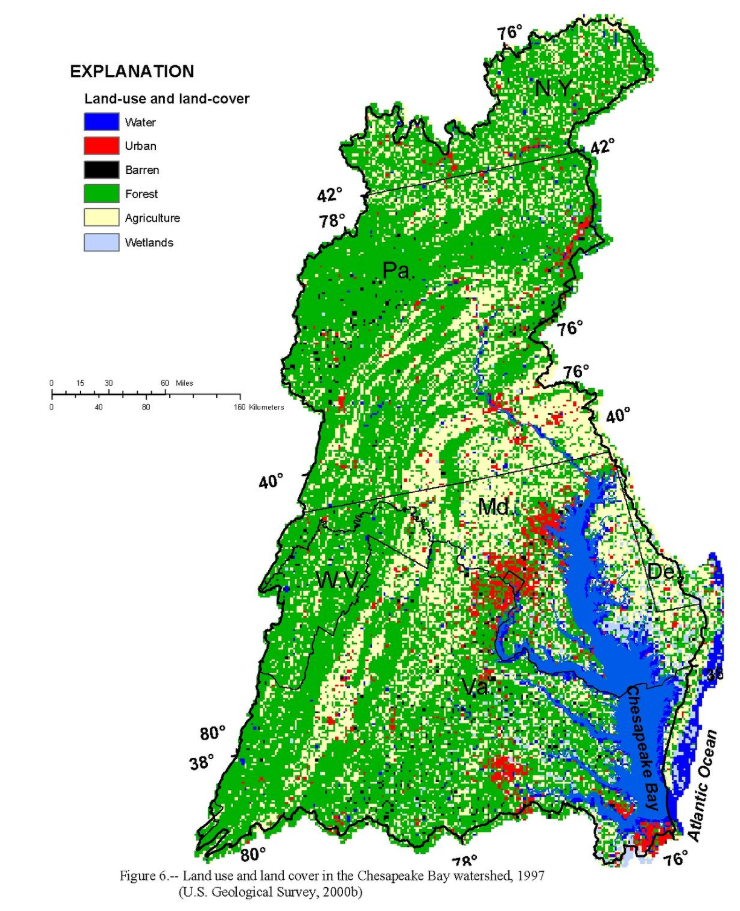 EXPLANATION
Land-use and land-cover
Water
Urban
Barren
Forest
Agriculture
Wetlands
0 15 30 60 Miles
0 40 80 160 Kilometers
76°
N.Y.
42°
42°
78°
Pa.
76°
76°
40°
40°
Md.
W.V.
De.
38
Va.
80°
38°
Chesapeake Bay
Atlantic Ocean
80°
78°
76°
Figure 6.-- Land use and land cover in the Chesapeake Bay watershed, 1997
(U.S. Geological Survey, 2000b)